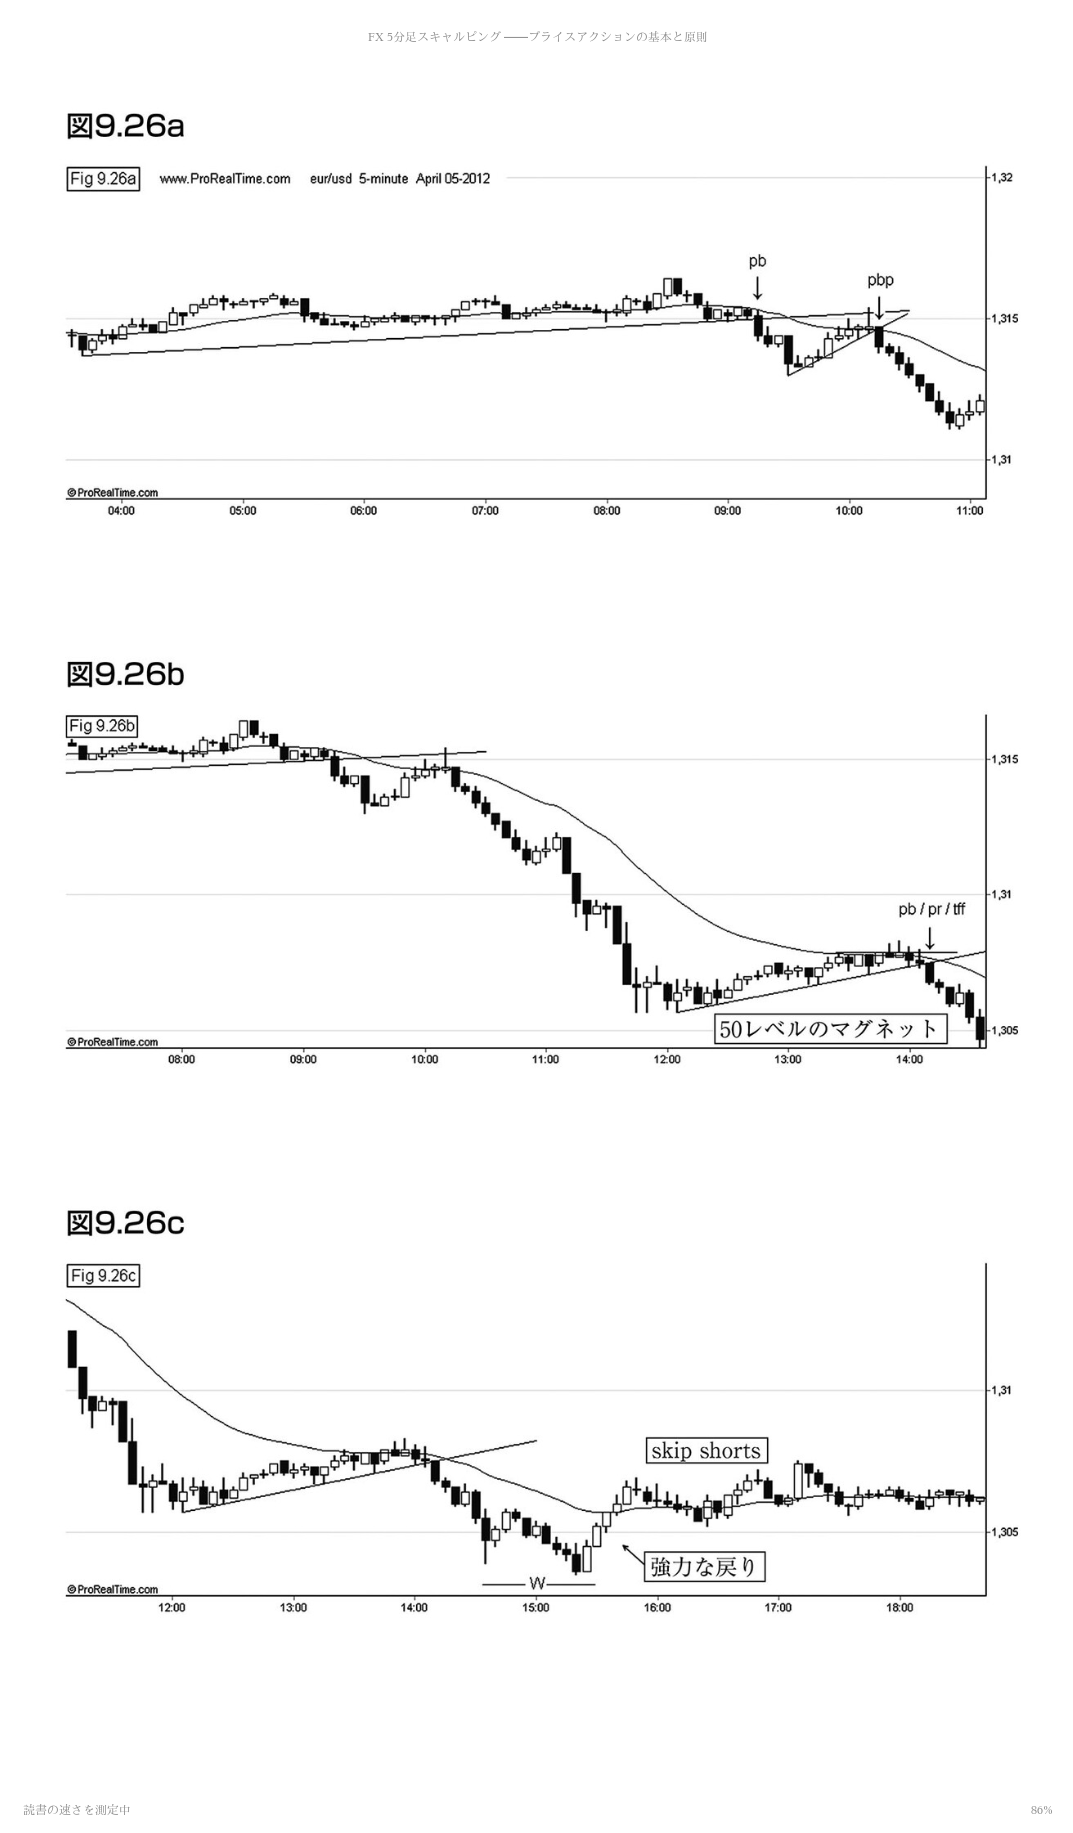 FX 5分足スキャルピング ――プライスアクションの基本と原則
図9.26a
Fig 9.26a www.ProRealTime.com eur/usd 5-minute April 05-2012
1,32
pb
pbp
1,315
1,31
©ProRealTime.com
04:00 05:00 06:00 07:00 08:00 09:00 10:00 11:00
図9.26b
Fig 9.26b
1,315
1,31
pb / pr / tff
50レベルのマグネット
1,305
©ProRealTime.com
08:00 09:00 10:00 11:00 12:00 13:00 14:00
図9.26c
Fig 9.26c
1,31
skip shorts
1,305
強力な戻り
W
©ProRealTime.com
12:00 13:00 14:00 15:00 16:00 17:00 18:00
読書の速さを測定中
86%